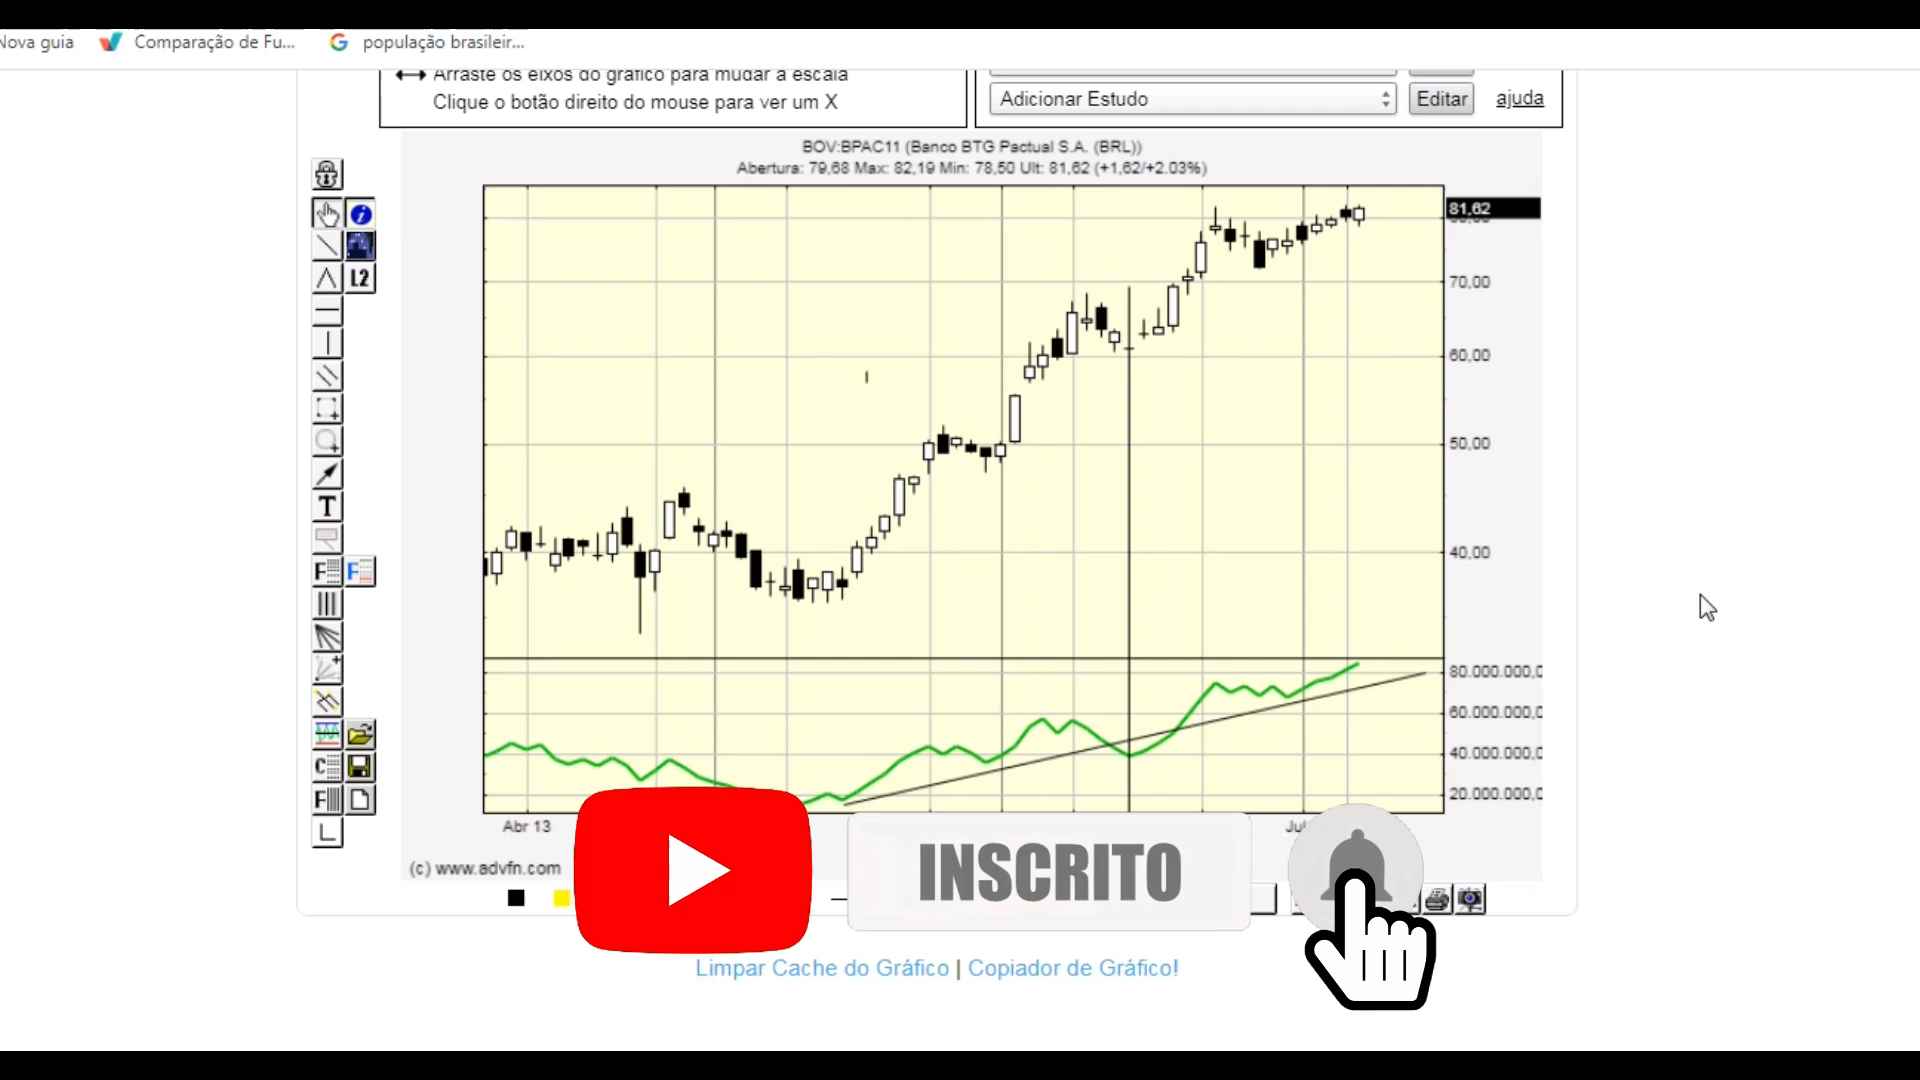 Nova guia
Comparação de Fu...
população brasileir...
Arraste os eixos do gráfico para mudar a escala
Clique o botão direito do mouse para ver um X
Adicionar Estudo
Editar
ajuda
BOV:BPAC11 (Banco BTG Pactual S.A. (BRL))
Abertura: 79,68 Max: 82,19 Min: 78,50 Ult: 81,62 (+1,62/+2.03%)
81,62
70,00
60,00
50,00
40,00
L2
T
F
F
C
F
80.000.000,0
60.000.000,0
40.000.000,0
20.000.000,0
Abr 13
Jul
(c) www.advfn.com
INSCRITO
Limpar Cache do Gráfico | Copiador de Gráfico!